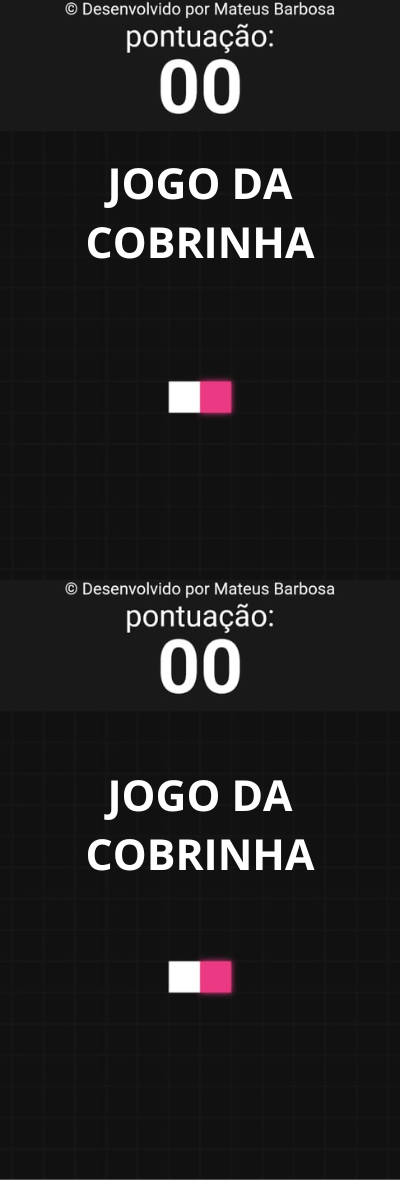 © Desenvolvido por Mateus Barbosa
pontuação:
00
JOGO DA
COBRINHA
© Desenvolvido por Mateus Barbosa
pontuação:
00
JOGO DA
COBRINHA